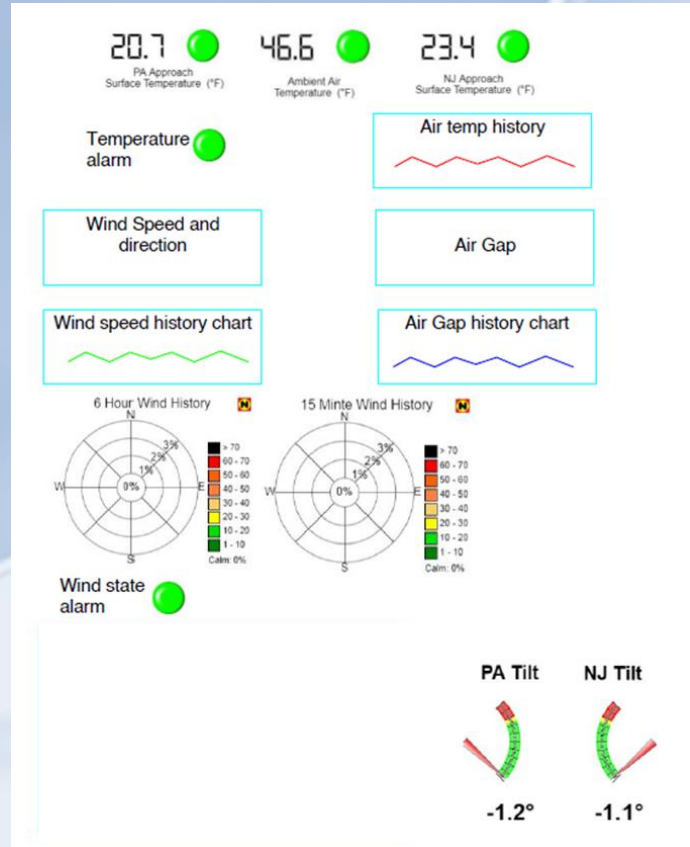 20.7
46.6
23.4
PA Approach
Surface Temperature (°F)
Ambient Air
Temperature (°F)
NJ Approach
Surface Temperature (°F)
Temperature
alarm
Air temp history
Wind Speed and
direction
Air Gap
Wind speed history chart
Air Gap history chart
6 Hour Wind History
N
N
3%
2%
1%
0%
W
E
S
> 70
60 - 70
50 - 60
40 - 50
30 - 40
20 - 30
10 - 20
1 - 10
Calm: 0%
15 Minte Wind History
N
N
3%
2%
1%
0%
W
E
S
> 70
60 - 70
50 - 60
40 - 50
30 - 40
20 - 30
10 - 20
1 - 10
Calm: 0%
Wind state
alarm
PA Tilt
NJ Tilt
-1.2°
-1.1°